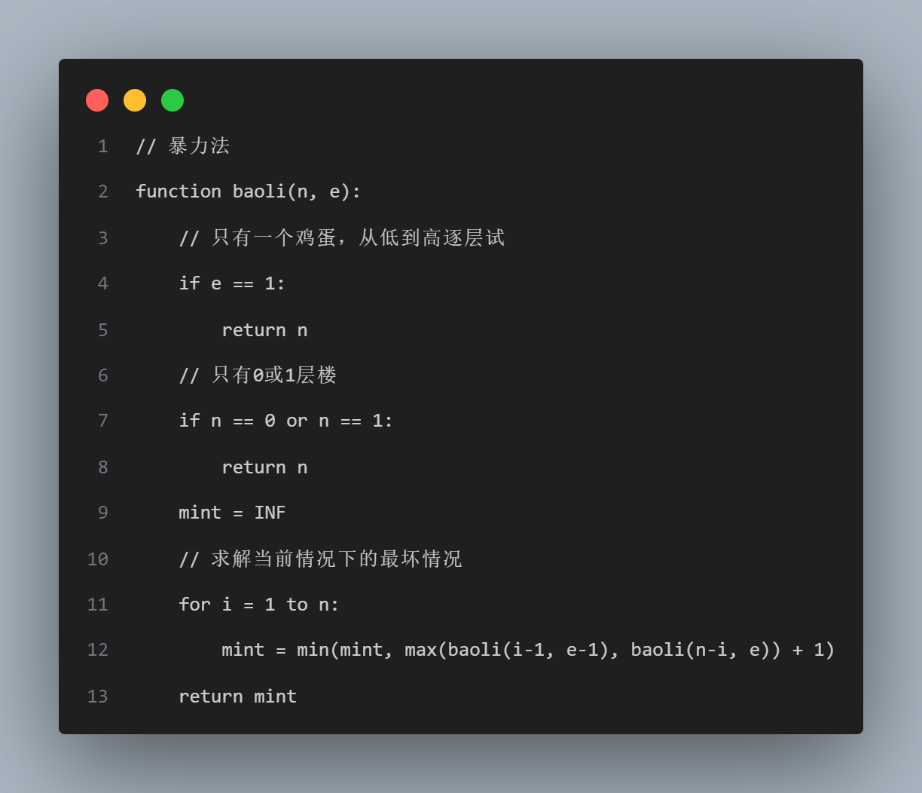 1 // 暴力法
2 function baoli(n, e):
3     // 只有一个鸡蛋，从低到高逐层试
4     if e == 1:
5         return n
6     // 只有0或1层楼
7     if n == 0 or n == 1:
8         return n
9     mint = INF
10     // 求解当前情况下的最坏情况
11     for i = 1 to n:
12         mint = min(mint, max(baoli(i-1, e-1), baoli(n-i, e)) + 1)
13     return mint